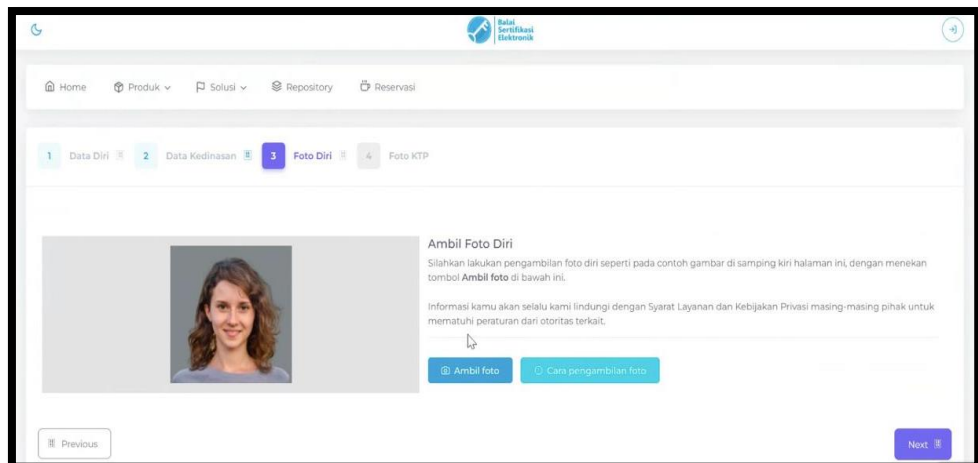 Balai
Sertifikasi
Elektronik
Home Produk Solusi Repository Reservasi
1 Data Diri 2 Data Kedinasan 3 Foto Diri 4 Foto KTP
Ambil Foto Diri
Silahkan lakukan pengambilan foto diri seperti pada contoh gambar di samping kiri halaman ini, dengan menekan
tombol Ambil foto di bawah ini.
Informasi kamu akan selalu kami lindungi dengan Syarat Layanan dan Kebijakan Privasi masing-masing pihak untuk
mematuhi peraturan dari otoritas terkait.
Ambil foto Cara pengambilan foto
Previous Next